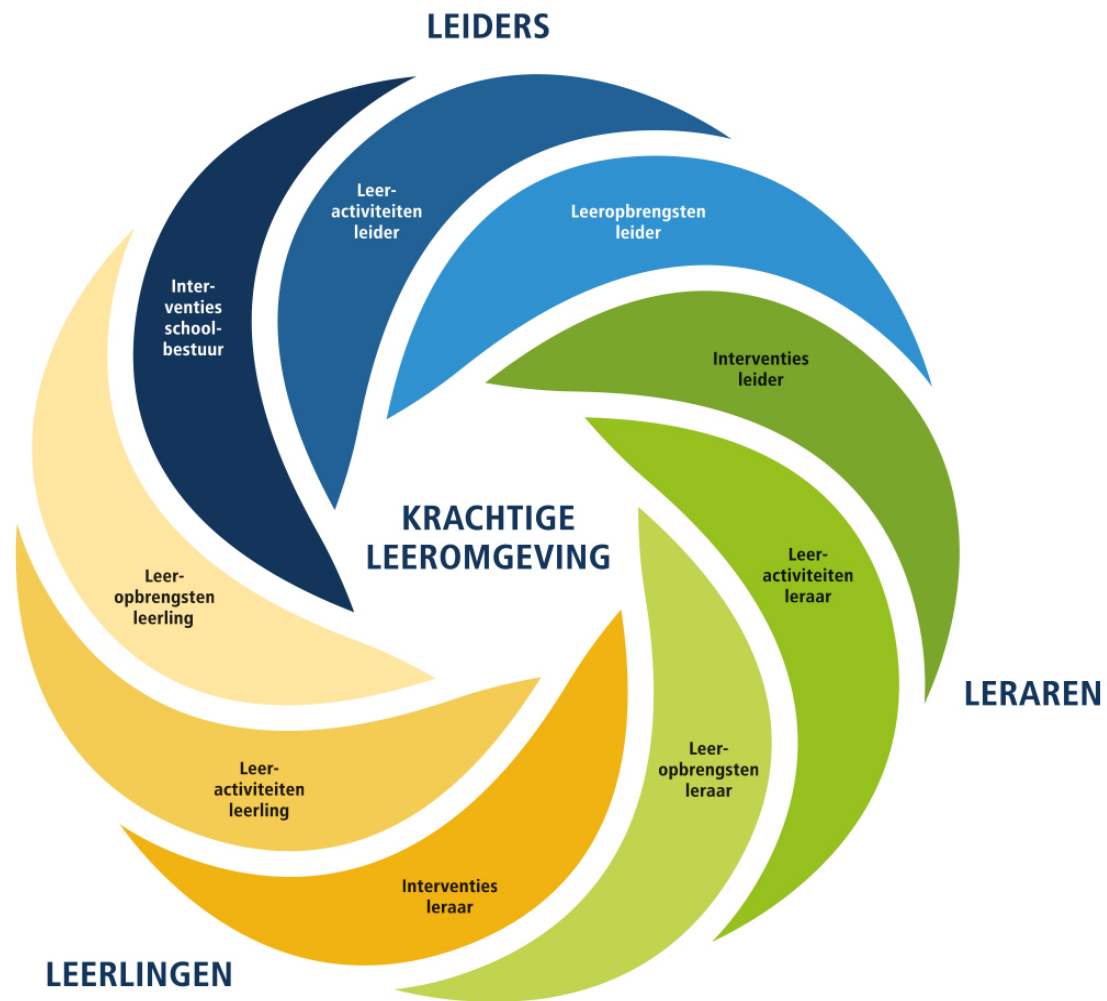 LEIDERS
Leer-
activiteiten
leider
Leeropbrengsten
leider
Inter-
venties
school-
bestuur
Interventies
leider
KRACHTIGE
LEEROMGEVING
Leer-
activiteiten
leraar
Leer-
opbrengsten
leerling
LERAREN
Leer-
opbrengsten
leraar
Leer-
activiteiten
leerling
Interventies
leraar
LEERLINGEN